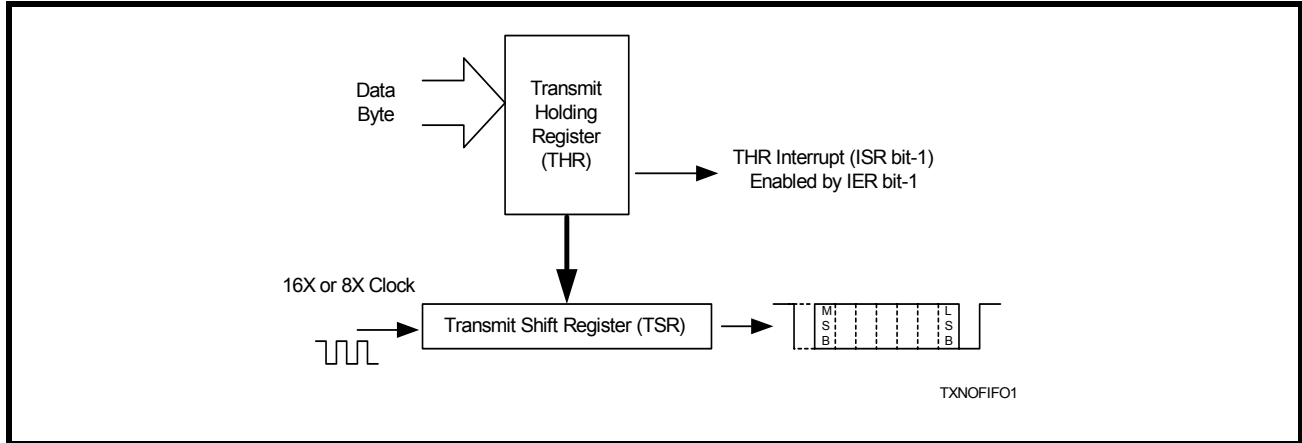 Data
Byte
Transmit
Holding
Register
(THR)
THR Interrupt (ISR bit-1)
Enabled by IER bit-1
16X or 8X Clock
Transmit Shift Register (TSR)
M
S
B
L
S
B
TXNOFIFO1